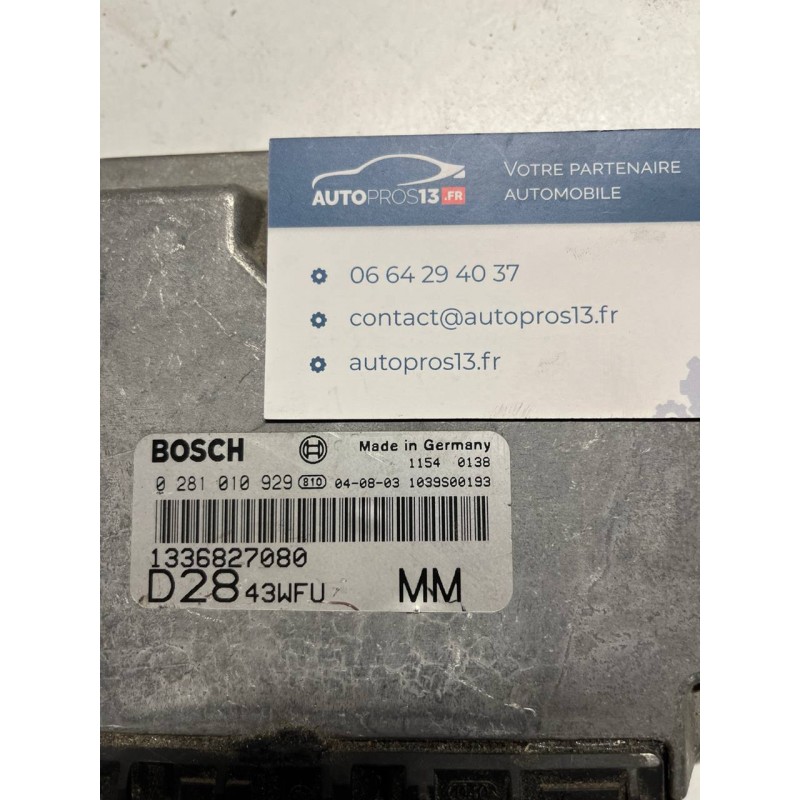 AUTOPROS13.FR
VOTRE PARTENAIRE
AUTOMOBILE
06 64 29 40 37
contact@autopros13.fr
autopros13.fr
BOSCH Made in Germany
1154 0138
0 281 010 929 810 04-08-03 1039S00193
1336827080
D28 43WFU MM